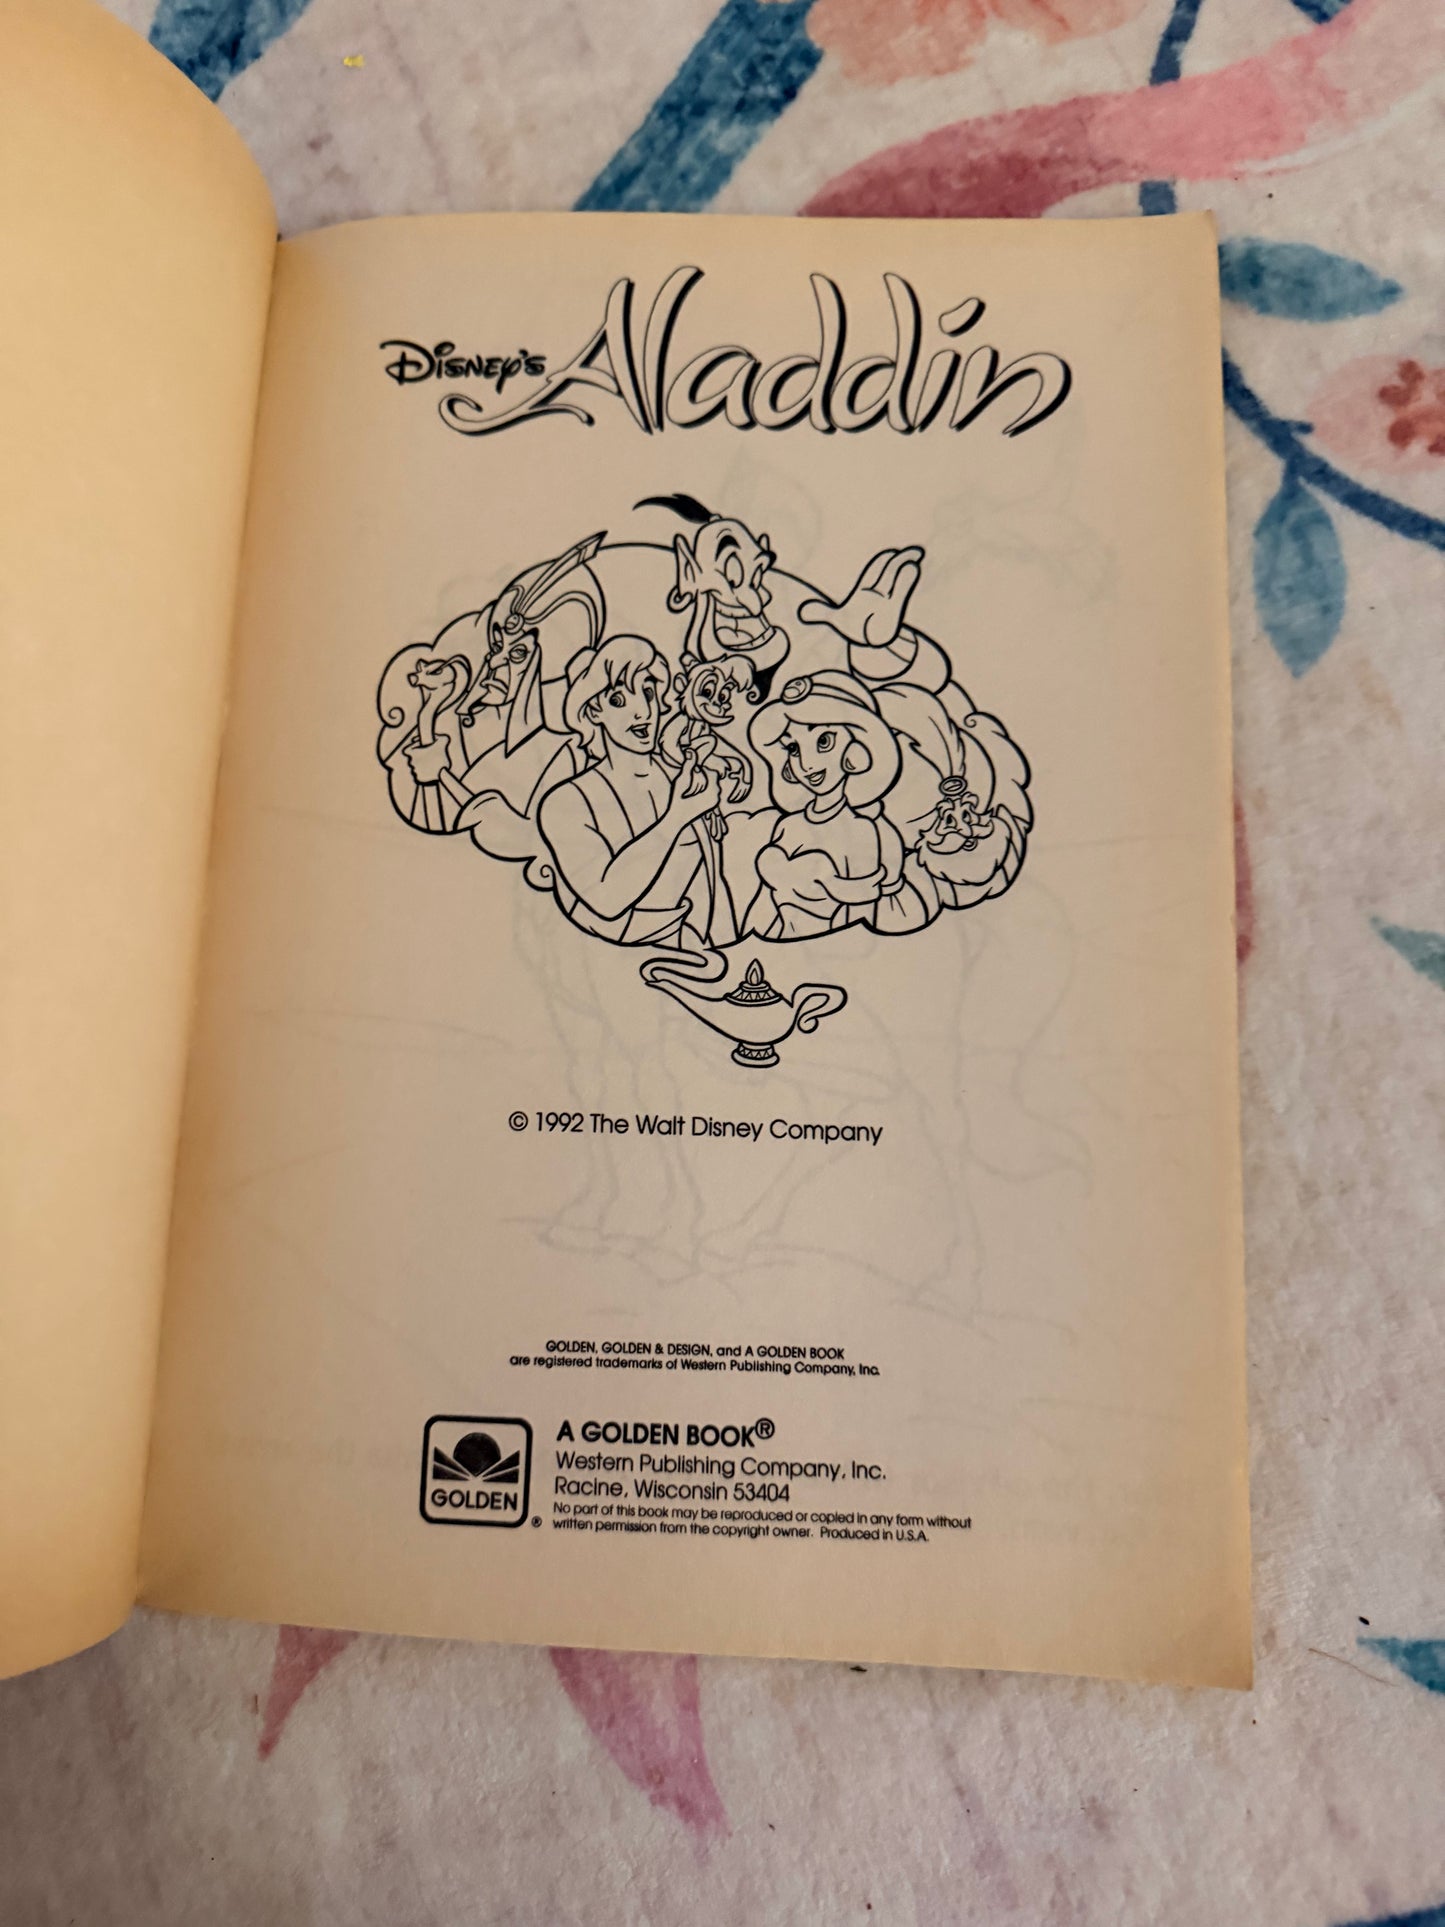 Disney's Aladdin
© 1992 The Walt Disney Company
GOLDEN, GOLDEN & DESIGN, and A GOLDEN BOOK
are registered trademarks of Western Publishing Company, Inc.
GOLDEN
®
A GOLDEN BOOK®
Western Publishing Company, Inc.
Racine, Wisconsin 53404
No part of this book may be reproduced or copied in any form without
written permission from the copyright owner. Produced in U.S.A.